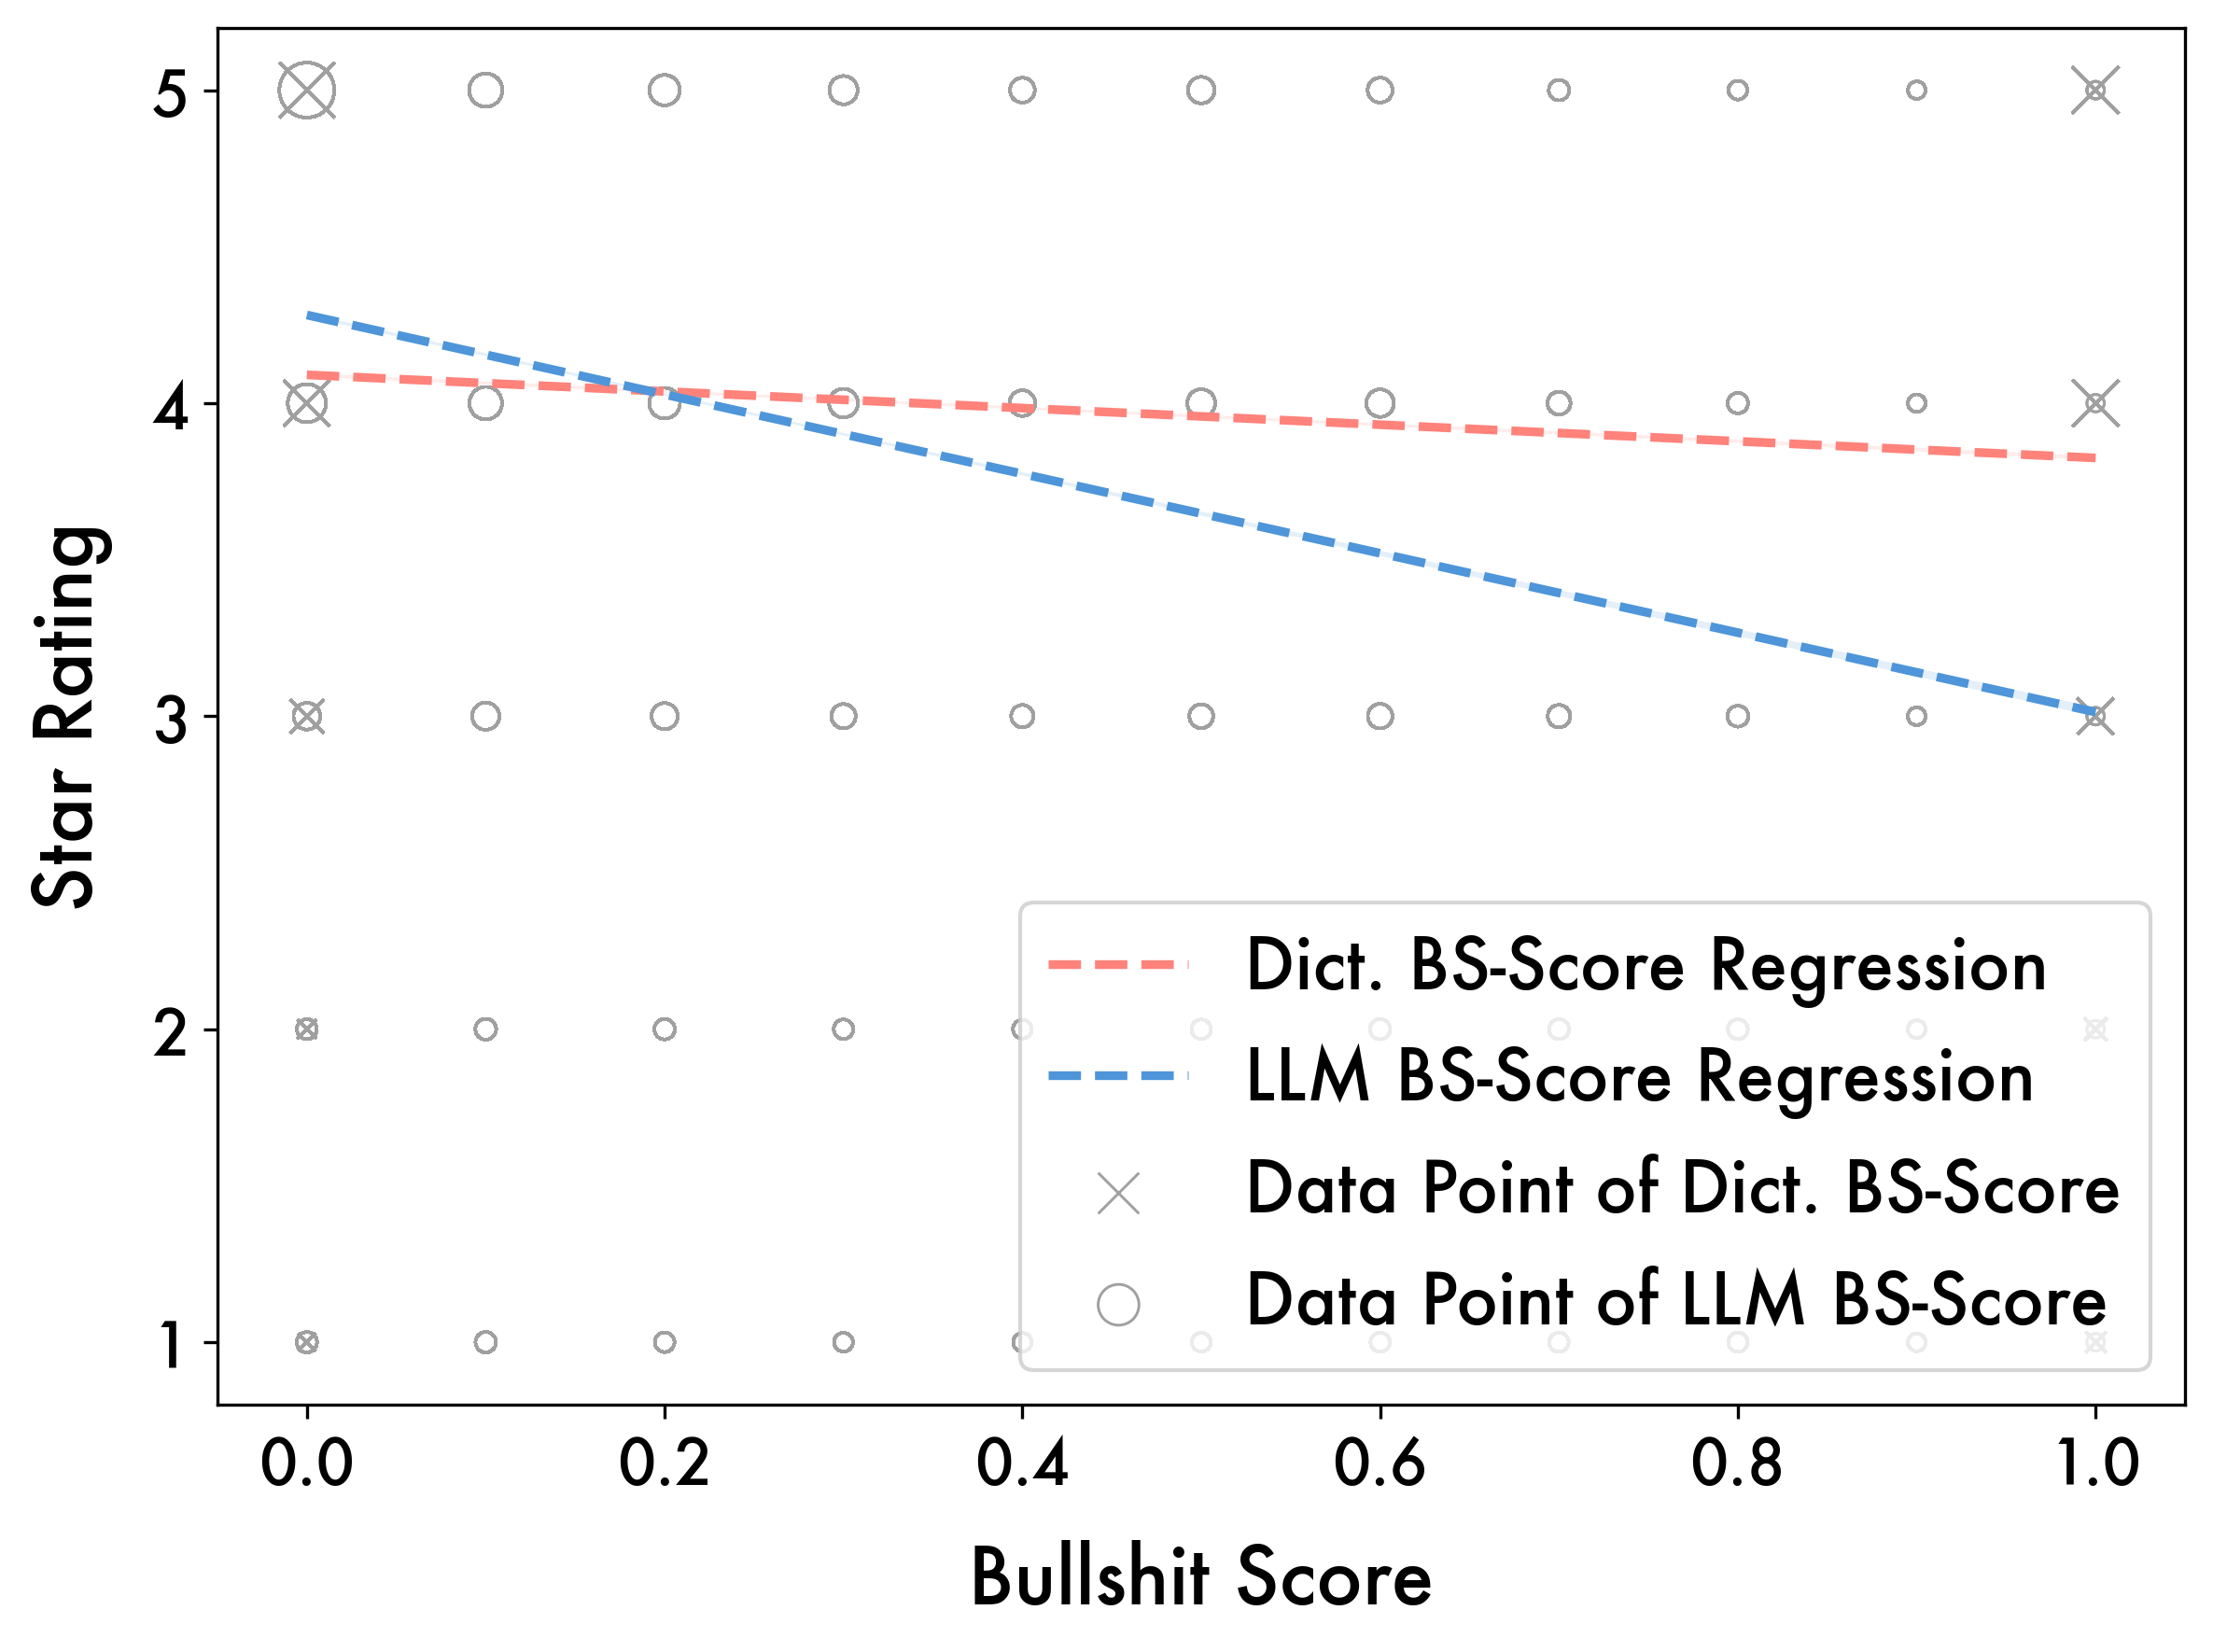 Star Rating
5
4
3
2
1
Dict. BS-Score Regression
LLM BS-Score Regression
Data Point of Dict. BS-Score
Data Point of LLM BS-Score
0.0 0.2 0.4 0.6 0.8 1.0
Bullshit Score